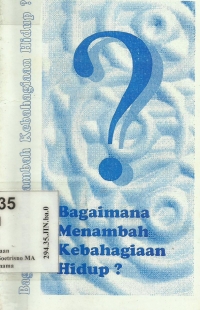 ?
Bagaimana
Menambah
Kebahagiaan
Hidup ?
Bagaimana Menambah Kebahagiaan Hidup ?
35
294.35.JIN.ba.0